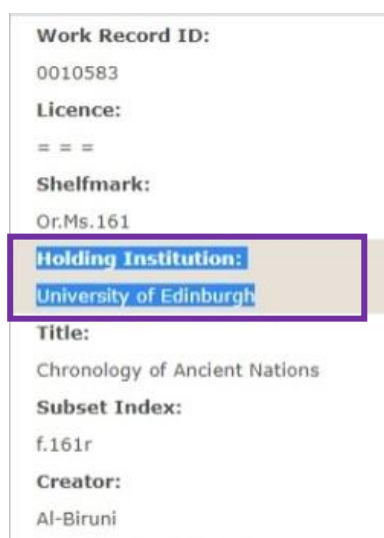 Work Record ID:
0010583
Licence:
= = =
Shelfmark:
Or.Ms.161
Holding Institution:
University of Edinburgh
Title:
Chronology of Ancient Nations
Subset Index:
f.161r
Creator:
Al-Biruni